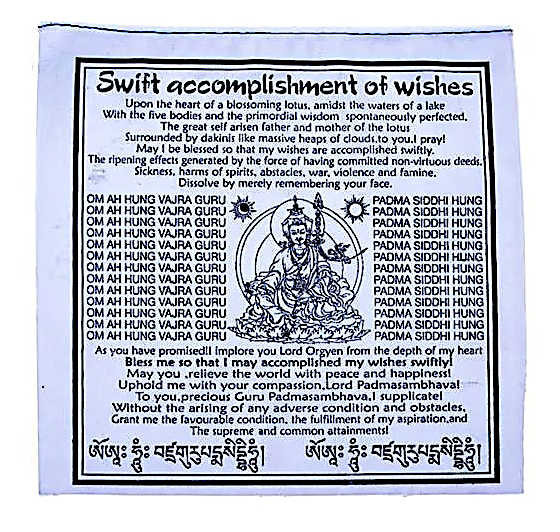 Swift accomplishment of wishes
Upon the heart of a blossoming lotus, amidst the waters of a lake
With the five bodies and the primordial wisdom spontaneously perfected,
The great self arisen father and mother of the lotus
Surrounded by dakinis like massive heaps of clouds,to you,I pray!
May I be blessed so that my wishes are accomplished swiftly.
The ripening effects generated by the force of having committed non-virtuous deeds.
Sickness, harms of spirits, abstacles, war, violence and famine.
Dissolve by merely remembering your face.
OM AH HUNG VAJRA GURU PADMA SIDDHI HUNG
OM AH HUNG VAJRA GURU PADMA SIDDHI HUNG
OM AH HUNG VAJRA GURU PADMA SIDDHI HUNG
OM AH HUNG VAJRA GURU PADMA SIDDHI HUNG
OM AH HUNG VAJRA GURU PADMA SIDDHI HUNG
OM AH HUNG VAJRA GURU PADMA SIDDHI HUNG
OM AH HUNG VAJRA GURU PADMA SIDDHI HUNG
OM AH HUNG VAJRA GURU PADMA SIDDHI HUNG
OM AH HUNG VAJRA GURU PADMA SIDDHI HUNG
OM AH HUNG VAJRA GURU PADMA SIDDHI HUNG
OM AH HUNG VAJRA GURU PADMA SIDDHI HUNG
OM AH HUNG VAJRA GURU PADMA SIDDHI HUNG
OM AH HUNG VAJRA GURU PADMA SIDDHI HUNG
As you have promised!I Implore you Lord Orgyen from the depth of my heart
Bless me so that I may accomplished my wishes swiftly!
May you ,relieve the world with peace and happiness!
Uphold me with your compassion,Lord Padmasambhava!
To you,precious Guru Padmasambhava,I supplicate!
Without the arising of any adverse condition and obstacles,
Grant me the favourable condition, the fulfillment of my aspiration,and
The supreme and common attainments!
ཨོཾ་ཨཱཿ་ཧཱུྃ་བཛྲ་གུ་རུ་པདྨ་སིདྡྷི་ཧཱུྃ། ཨོཾ་ཨཱཿ་ཧཱུྃ་བཛྲ་གུ་རུ་པདྨ་སིདྡྷི་ཧཱུྃ།